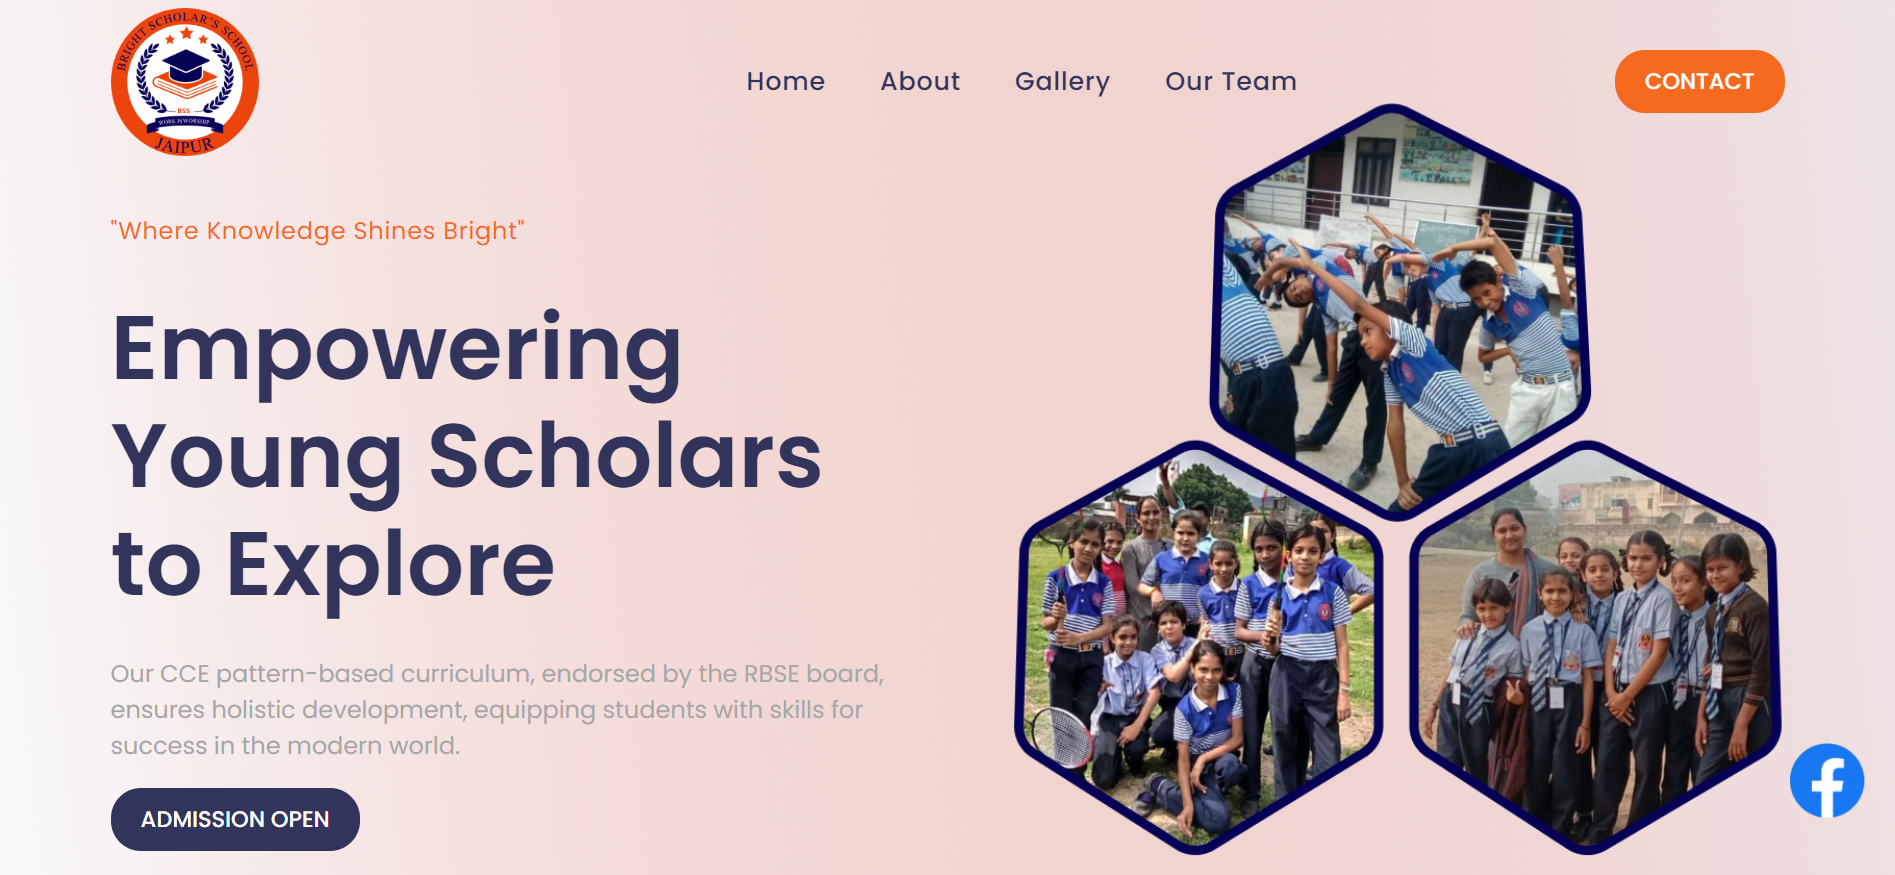 BRIGHT SCHOLAR'S SCHOOL
BSS
WORK IS WORSHIP
JAIPUR
Home About Gallery Our Team
CONTACT
"Where Knowledge Shines Bright"
Empowering
Young Scholars
to Explore
Our CCE pattern-based curriculum, endorsed by the RBSE board,
ensures holistic development, equipping students with skills for
success in the modern world.
ADMISSION OPEN